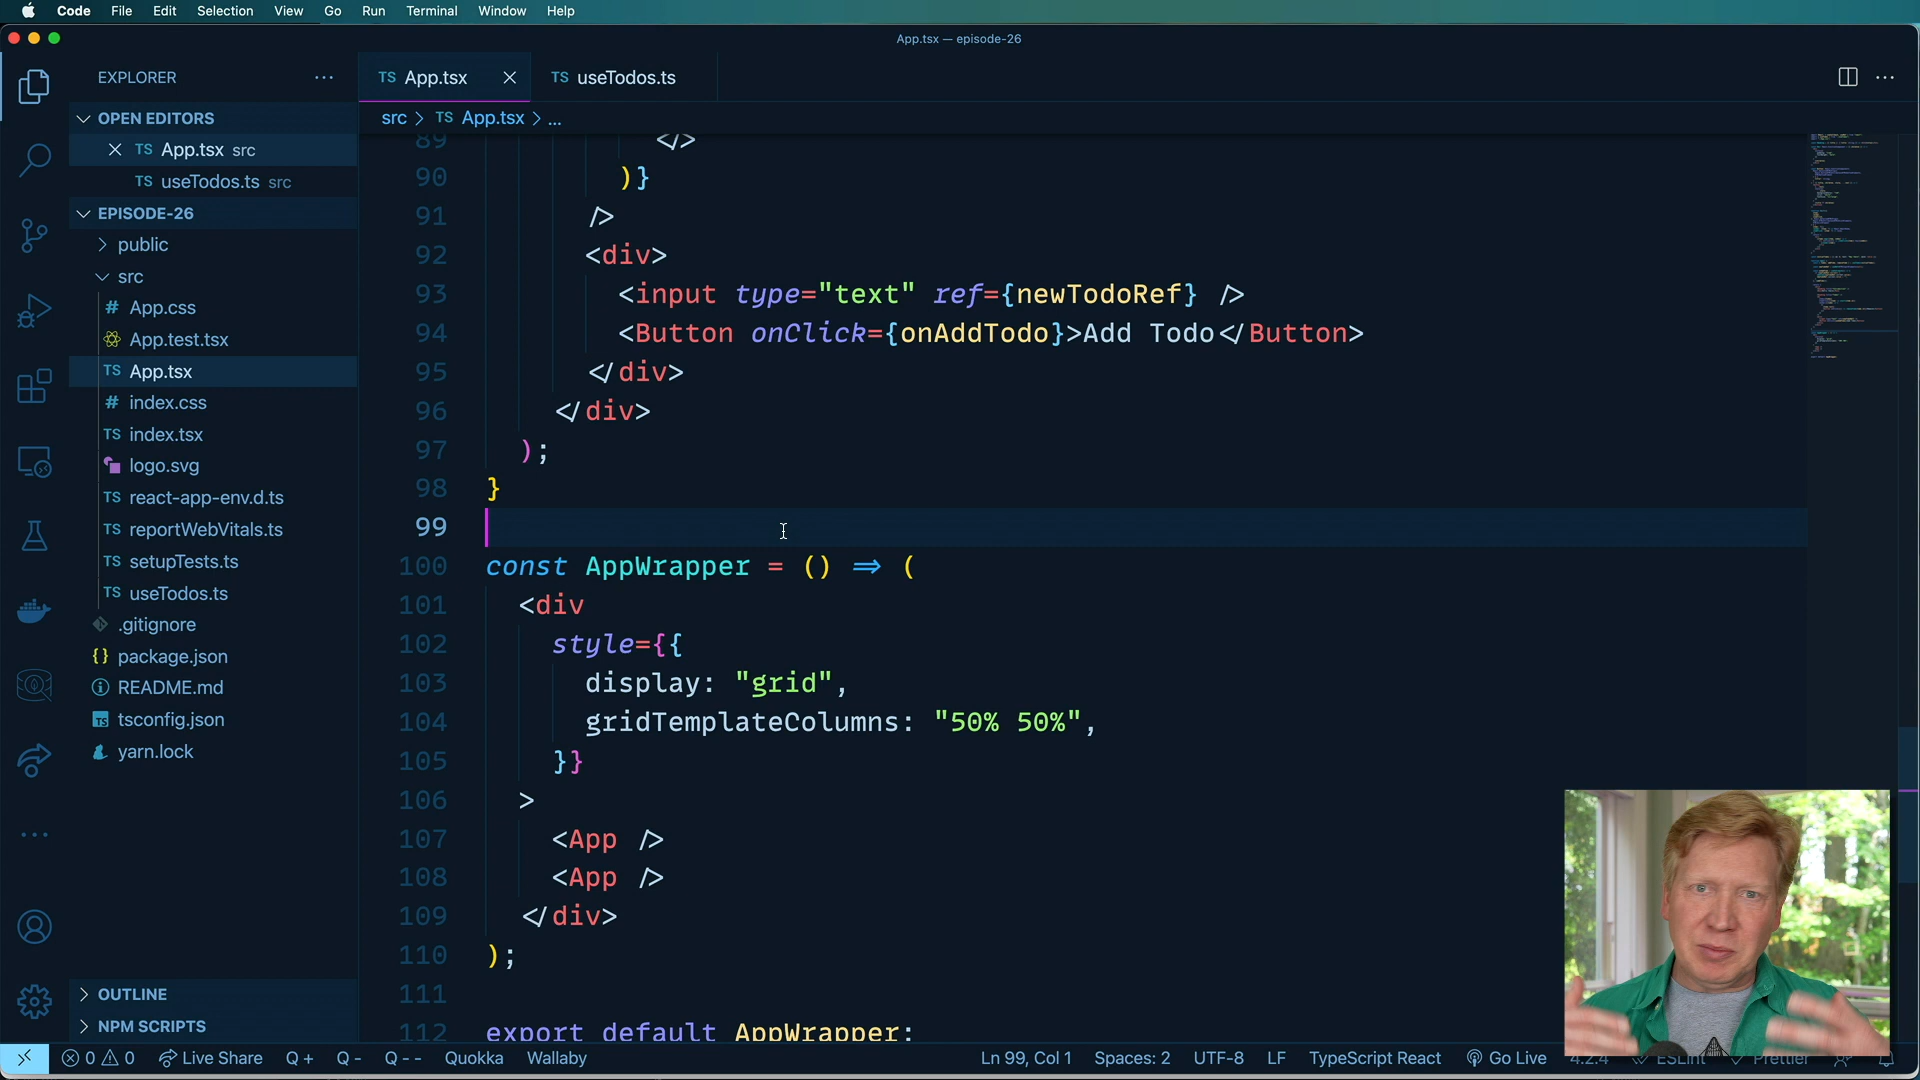 Code File Edit Selection View Go Run Terminal Window Help
App.tsx — episode-26
EXPLORER
OPEN EDITORS
App.tsx src
TS useTodos.ts src
EPISODE-26
public
src
# App.css
App.test.tsx
TS App.tsx
# index.css
TS index.tsx
logo.svg
TS react-app-env.d.ts
TS reportWebVitals.ts
TS setupTests.ts
TS useTodos.ts
.gitignore
{} package.json
README.md
TS tsconfig.json
yarn.lock
OUTLINE
NPM SCRIPTS
TS App.tsx
TS useTodos.ts
src > TS App.tsx > ...
89 </>
90 )}
91 />
92 <div>
93 <input type="text" ref={newTodoRef} />
94 <Button onClick={onAddTodo}>Add Todo</Button>
95 </div>
96 </div>
97 );
98 }
99
100 const AppWrapper = () => (
101 <div
102 style={{
103 display: "grid",
104 gridTemplateColumns: "50% 50%",
105 }}
106 >
107 <App />
108 <App />
109 </div>
110 );
111
112 export default AppWrapper;
0 0 Live Share Q + Q - Q - - Quokka Wallaby Ln 99, Col 1 Spaces: 2 UTF-8 LF TypeScript React Go Live 4.2.4 ESLint Prettier